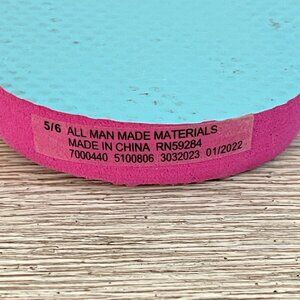 5/6 ALL MAN MADE MATERIALS
MADE IN CHINA RN59284
7000440 5100806 3032023 01/2022